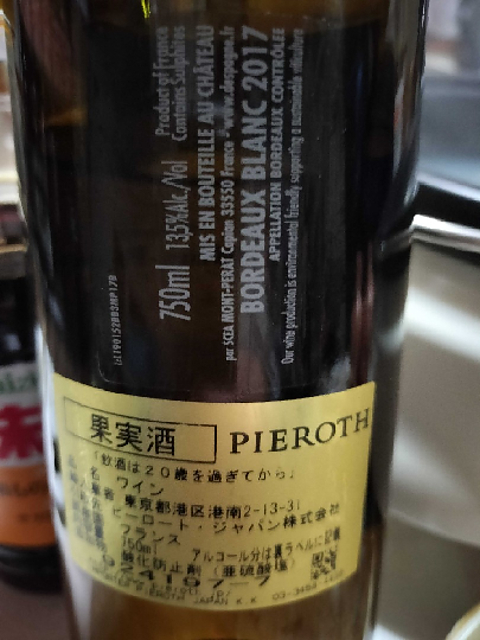 Product of France
Contains Sulphites
750ml 13,5%Alc./Vol
MIS EN BOUTEILLE AU CHÂTEAU
par SCEA MONT-PERAT Capian 33550 France - www.despagne.fr
BORDEAUX BLANC 2017
APPELLATION BORDEAUX CONTRÔLÉE
Our wine production is environmental friendly supporting a sustainable viticulture
果実酒
PIEROTH
「飲酒は20歳を過ぎてから」
ワイン
東京都港区港南2-13-31
ピーロート・ジャパン株式会社
フランス
750ml アルコール分は裏ラベルに記載
酸化防止剤(亜硫酸塩)
PIEROTH JAPAN K.K.